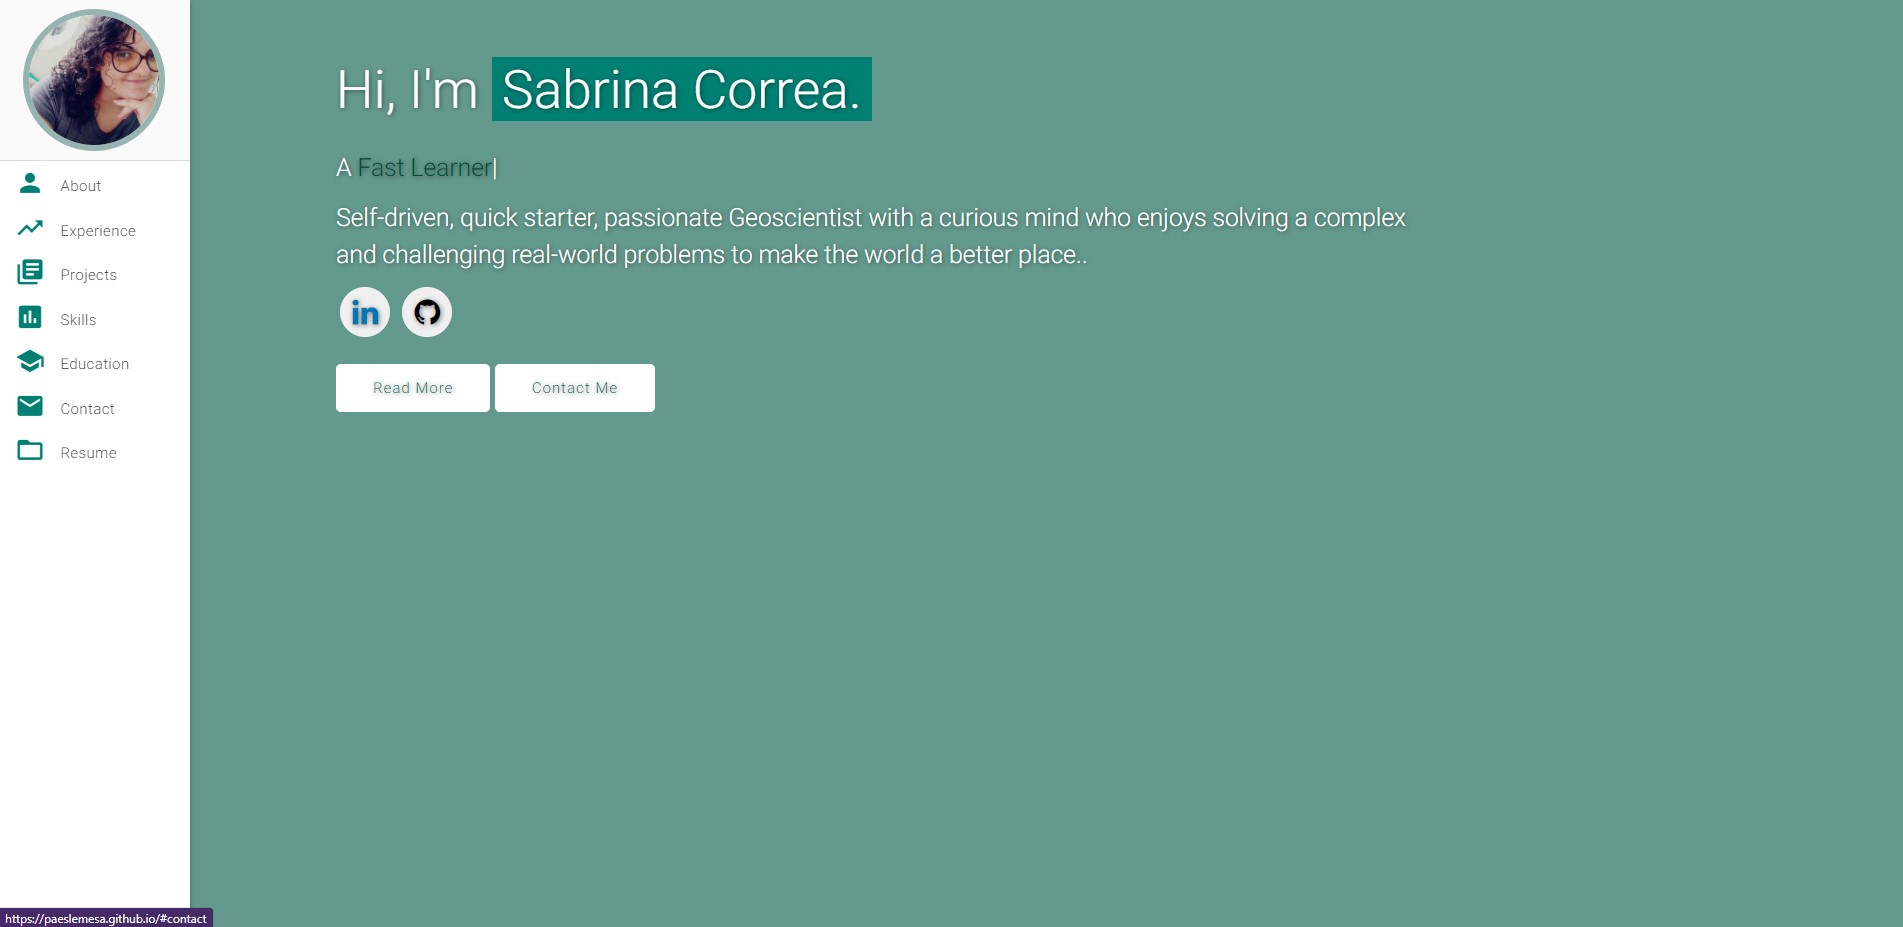 Hi, I'm Sabrina Correa.
A Fast Learner|
Self-driven, quick starter, passionate Geoscientist with a curious mind who enjoys solving a complex
and challenging real-world problems to make the world a better place..
in
Read More
Contact Me
About
Experience
Projects
Skills
Education
Contact
Resume
https://paeslemesa.github.io/#contact